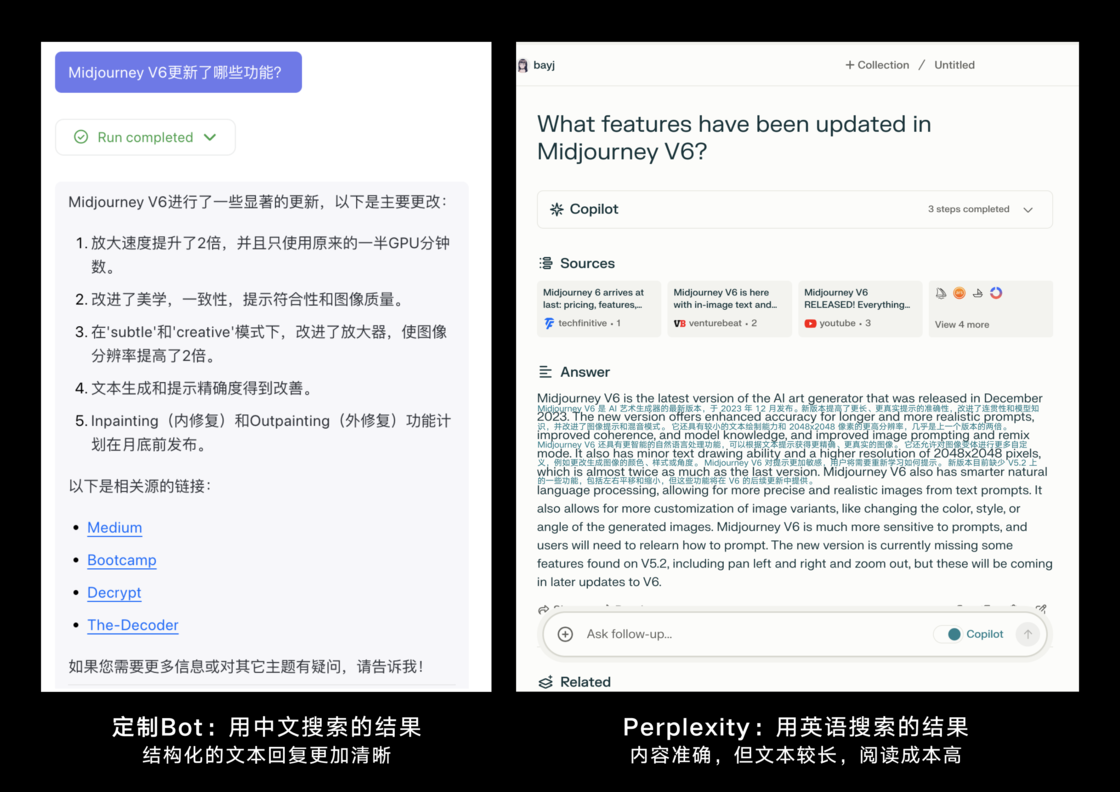 Midjourney V6更新了哪些功能?
Run completed
Midjourney V6进行了一些显著的更新，以下是主要更改：
1. 放大速度提升了2倍，并且只使用原来的一半GPU分钟
数。
2. 改进了美学，一致性，提示符合性和图像质量。
3. 在'subtle'和'creative'模式下，改进了放大器，使图像
分辨率提高了2倍。
4. 文本生成和提示精确度得到改善。
5. Inpainting（内修复）和Outpainting（外修复）功能计
划在月底前发布。
以下是相关源的链接：
• Medium
• Bootcamp
• Decrypt
• The-Decoder
如果您需要更多信息或对其它主题有疑问，请告诉我！
定制Bot：用中文搜索的结果
结构化的文本回复更加清晰
bayj
+ Collection / Untitled
What features have been updated in
Midjourney V6?
Copilot
3 steps completed
Sources
Midjourney 6 arrives at
last: pricing, features,...
techfinitive • 1
Midjourney V6 is here
with in-image text and...
VB venturebeat • 2
Midjourney V6
RELEASED! Everything...
youtube • 3
View 4 more
Answer
Midjourney V6 is the latest version of the AI art generator that was released in December
Midjourney V6 是 AI 艺术生成器的最新版本，于 2023 年 12 月发布。新版本提高了更长、更真实提示的准确性，改进了连贯性和模型知
2023. The new version offers enhanced accuracy for longer and more realistic prompts,
识，并改进了图像提示和混音模式。 它还具有较小的文本绘制能力和 2048x2048 像素的更高分辨率，几乎是上一个版本的两倍。
improved coherence, and model knowledge, and improved image prompting and remix
Midjourney V6 还具有更智能的自然语言处理功能，可以根据文本提示获得更精确、更真实的图像。 它还允许对图像变体进行更多自定
mode. It also has minor text drawing ability and a higher resolution of 2048x2048 pixels,
义，例如更改生成图像的颜色、样式或角度。 Midjourney V6 对提示更加敏感，用户将需要重新学习如何提示。 新版本目前缺少 V5.2 上
which is almost twice as much as the last version. Midjourney V6 also has smarter natural
的一些功能，包括左右平移和缩小，但这些功能将在 V6 的后续更新中提供。
language processing, allowing for more precise and realistic images from text prompts. It
also allows for more customization of image variants, like changing the color, style, or
angle of the generated images. Midjourney V6 is much more sensitive to prompts, and
users will need to relearn how to prompt. The new version is currently missing some
features found on V5.2, including pan left and right and zoom out, but these will be coming
in later updates to V6.
Ask follow-up...
Copilot
Related
Perplexity：用英语搜索的结果
内容准确，但文本较长，阅读成本高